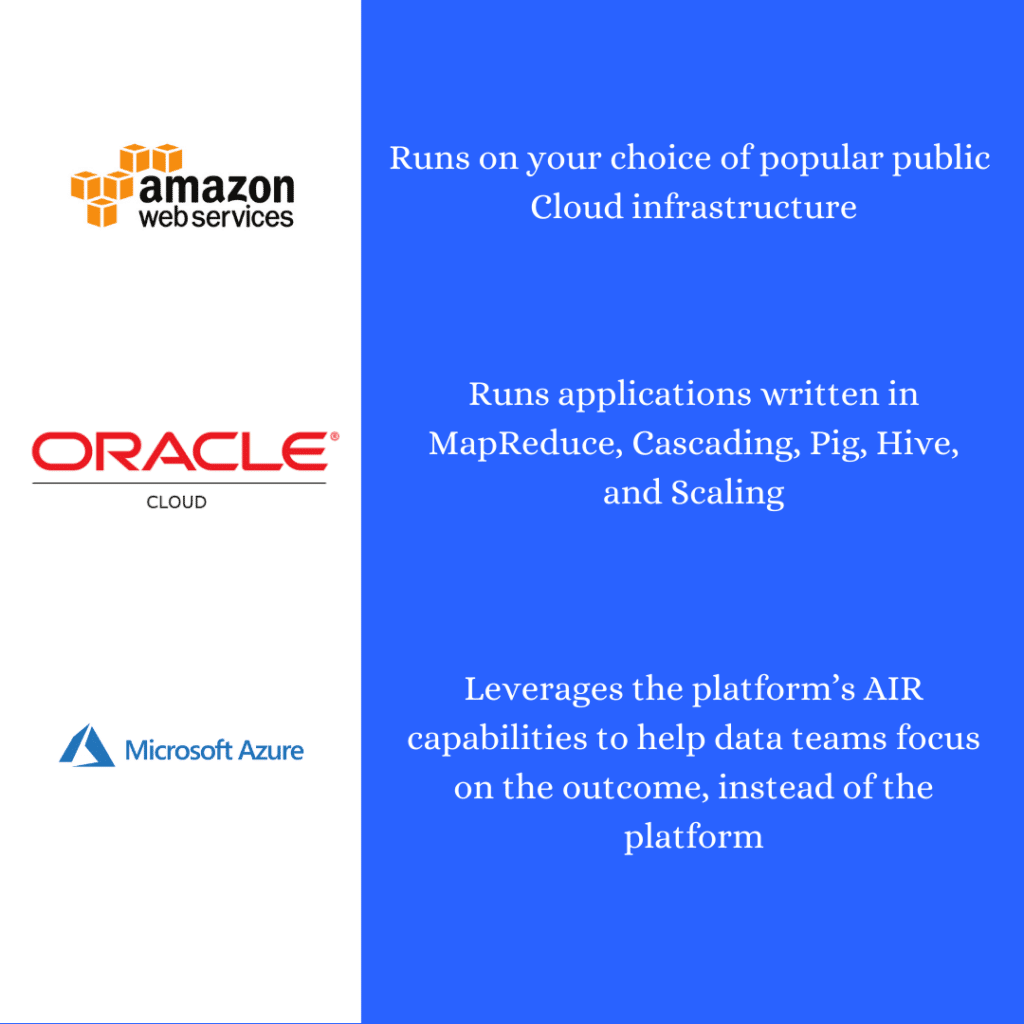 amazon
web services
Runs on your choice of popular public
Cloud infrastructure
ORACLE®
CLOUD
Runs applications written in
MapReduce, Cascading, Pig, Hive,
and Scaling
Microsoft Azure
Leverages the platform’s AIR
capabilities to help data teams focus
on the outcome, instead of the
platform